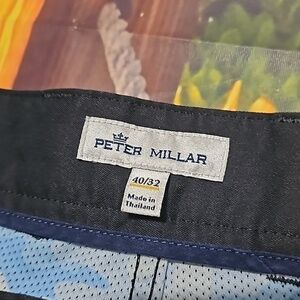 PETER MILLAR
40/32
Made in
Thailand